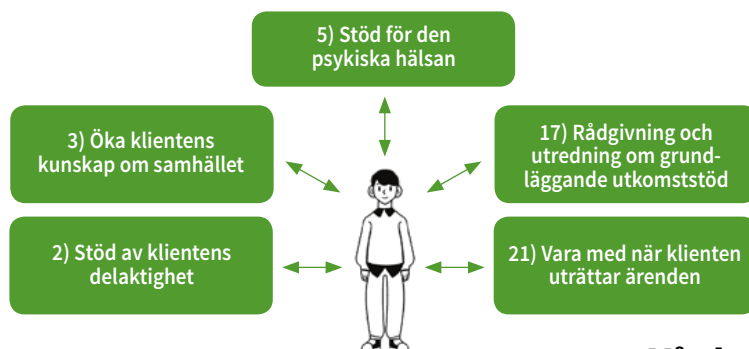 5) Stöd för den
psykiska hälsan
3) Öka klientens
kunskap om samhället
17) Rådgivning och
utredning om grund-
läggande utkomststöd
2) Stöd av klientens
delaktighet
21) Vara med när klienten
uträttar ärenden